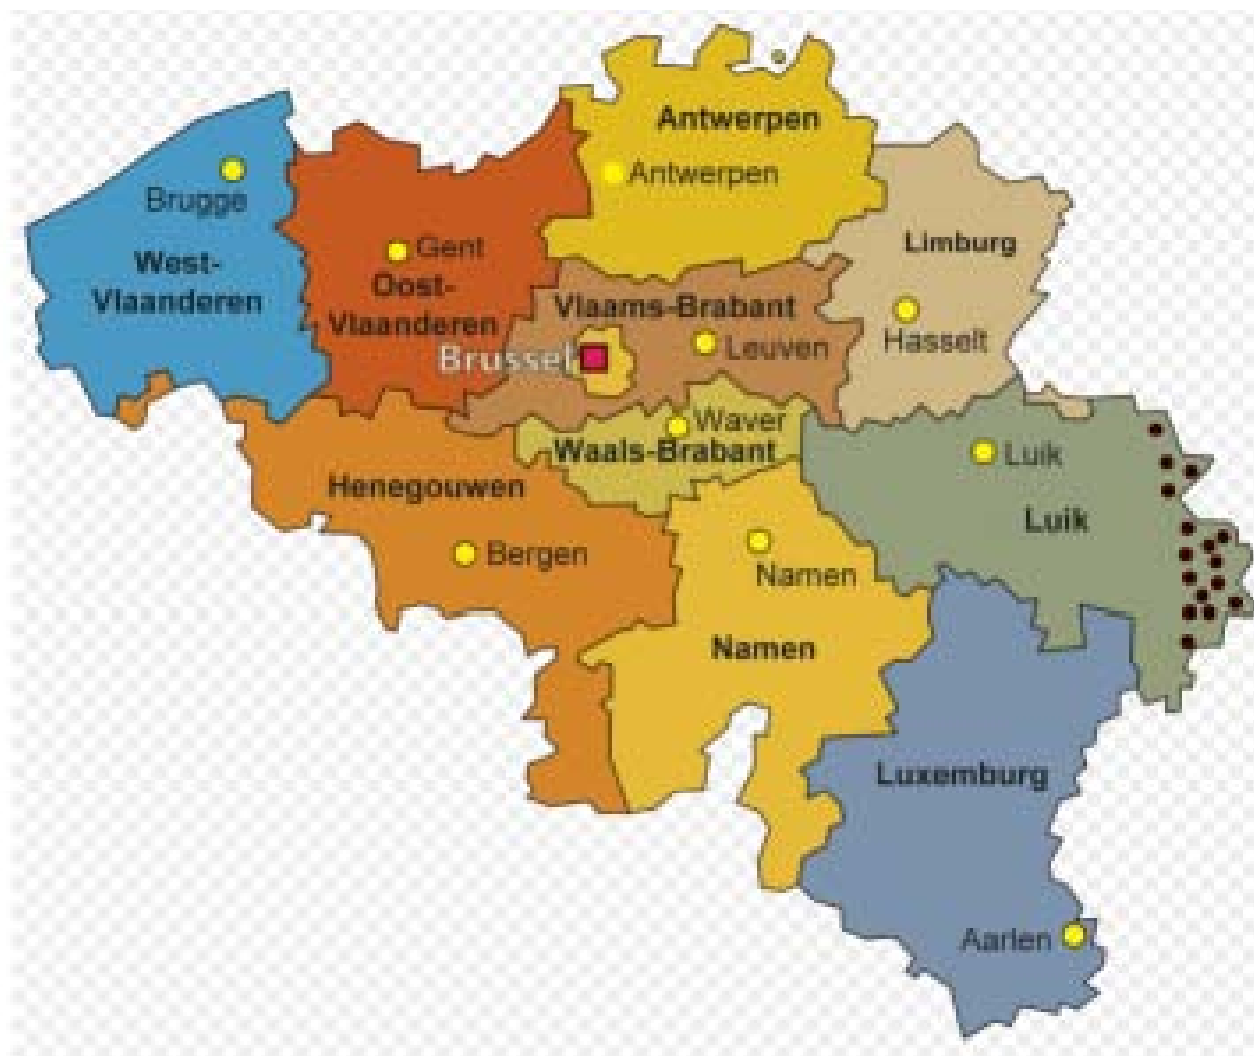 Antwerpen
Antwerpen
Brugge
West-
Vlaanderen
Gent
Oost-
Vlaanderen
Limburg
Hasselt
Vlaams-Brabant
Leuven
Brussel
Waver
Waals-Brabant
Luik
Luik
Henegouwen
Bergen
Namen
Namen
Luxemburg
Aarlen